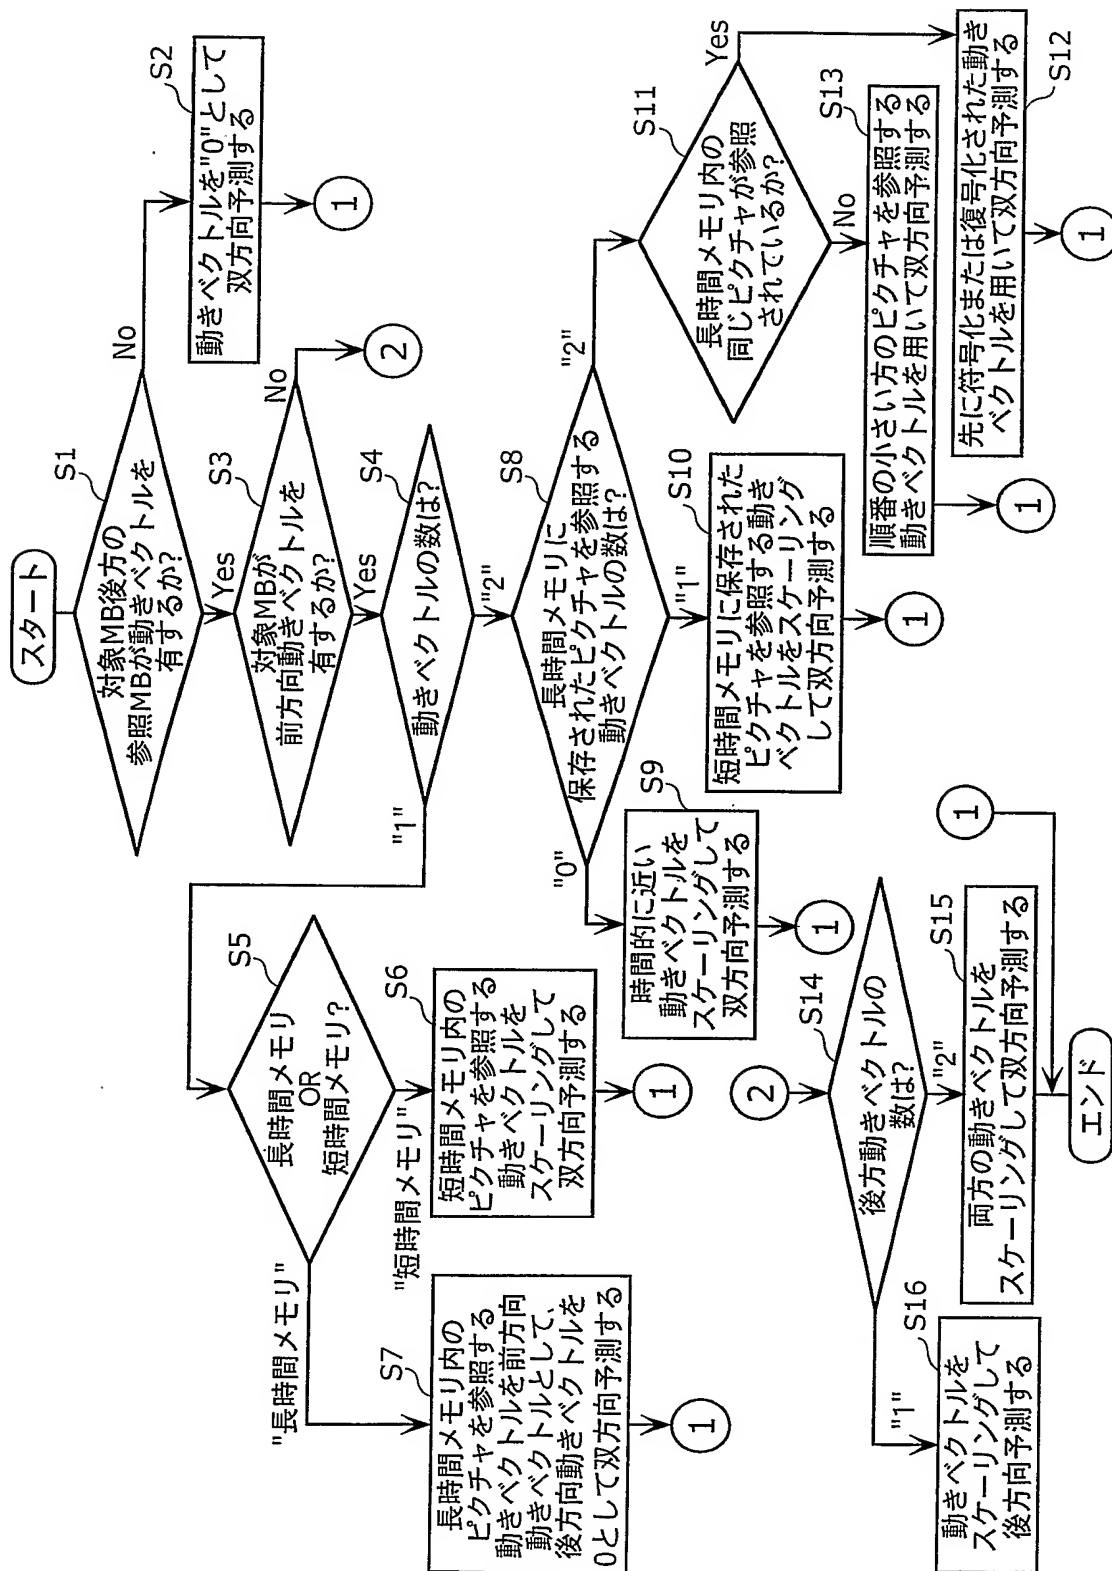 スタート
S1
対象MB後方の
参照MBが動きベクトルを
有するか?
No
Yes
S2
動きベクトルを"0"として
双方向予測する
1
S3
対象MBが
前方向動きベクトルを
有するか?
No
2
Yes
S4
動きベクトルの数は?
"1"
"2"
S5
長時間メモリ
OR
短時間メモリ?
"長時間メモリ"
"短時間メモリ"
S6
短時間メモリ内の
ピクチャを参照する
動きベクトルを
スケーリングして
双方向予測する
1
S7
長時間メモリ内の
ピクチャを参照する
動きベクトルを前方向
動きベクトルとして、
後方向動きベクトルを
0として双方向予測する
1
S8
長時間メモリに
保存されたピクチャを参照する
動きベクトルの数は?
"0"
"1"
"2"
S9
時間的に近い
動きベクトルを
スケーリングして
双方向予測する
1
S10
短時間メモリに保存された
ピクチャを参照する動き
ベクトルをスケーリング
して双方向予測する
1
S11
長時間メモリ内の
同じピクチャが参照
されているか?
Yes
No
S13
順番の小さい方のピクチャを参照する
動きベクトルを用いて双方向予測する
1
先に符号化または復号化された動き
ベクトルを用いて双方向予測する
S12
1
2
S14
後方動きベクトルの
数は?
"1"
"2"
S15
両方の動きベクトルを
スケーリングして双方向予測する
1
S16
動きベクトルを
スケーリングして
後方向予測する
エンド